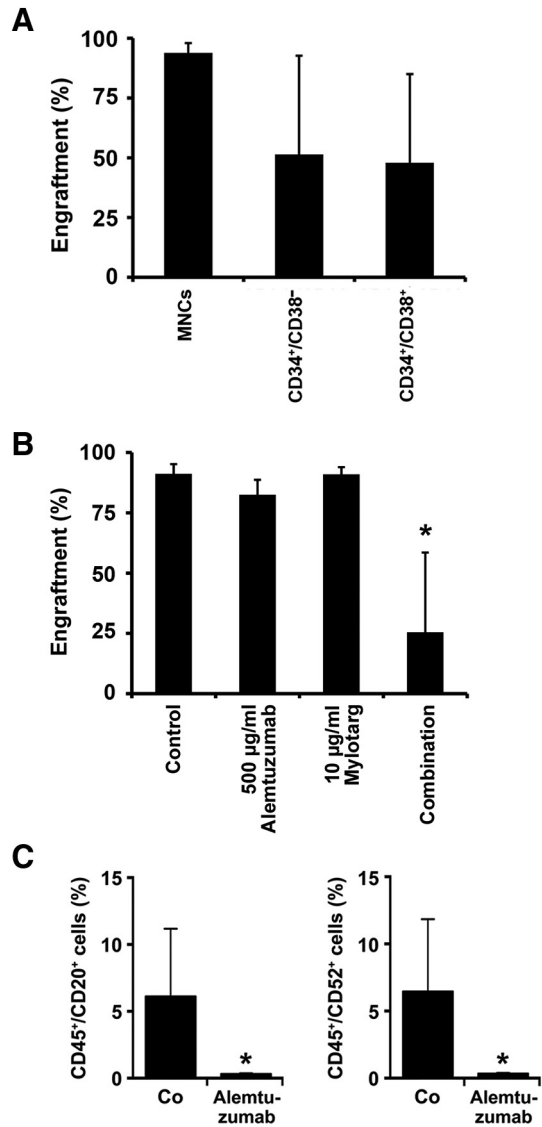 A
Engraftment (%)
100
75
50
25
0
MNCs
CD34⁺/CD38⁻
CD34⁺/CD38⁺
B
Engraftment (%)
100
75
50
25
0
*
Control
500 µg/ml
Alemtuzumab
10 µg/ml
Mylotarg
Combination
C
CD45⁺/CD20⁺ cells (%)
15
10
5
0
*
Co
Alemtu-
zumab
CD45⁺/CD52⁺ cells (%)
15
10
5
0
*
Co
Alemtu-
zumab